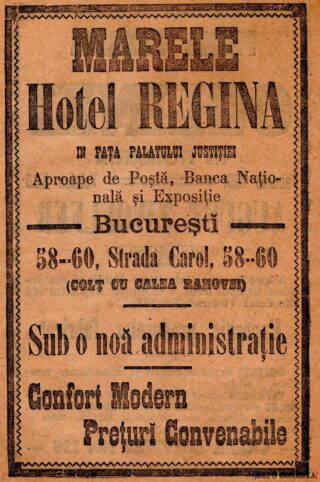 MARELE
Hotel REGINA
IN FAȚA PALATULUI JUSTIȚIEI
Aproape de Poștă, Banca Națio-
nală și Expoziție
București
58--60, Strada Carol, 58--60
(COLȚ CU CALEA RAHOVEI)
Sub o noă administrație
Confort Modern
Prețuri Convenabile